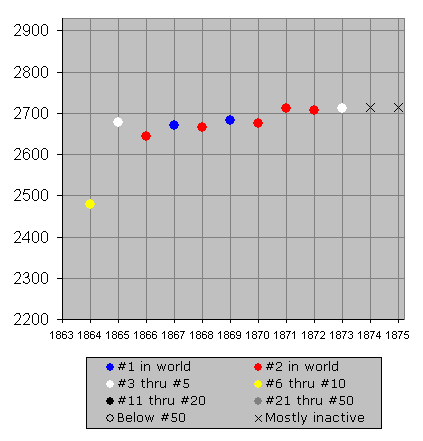 2900
2800
2700
2600
2500
2400
2300
2200
1863 1864 1865 1866 1867 1868 1869 1870 1871 1872 1873 1874 1875
#1 in world #2 in world
#3 thru #5 #6 thru #10
#11 thru #20 #21 thru #50
Below #50 Mostly inactive